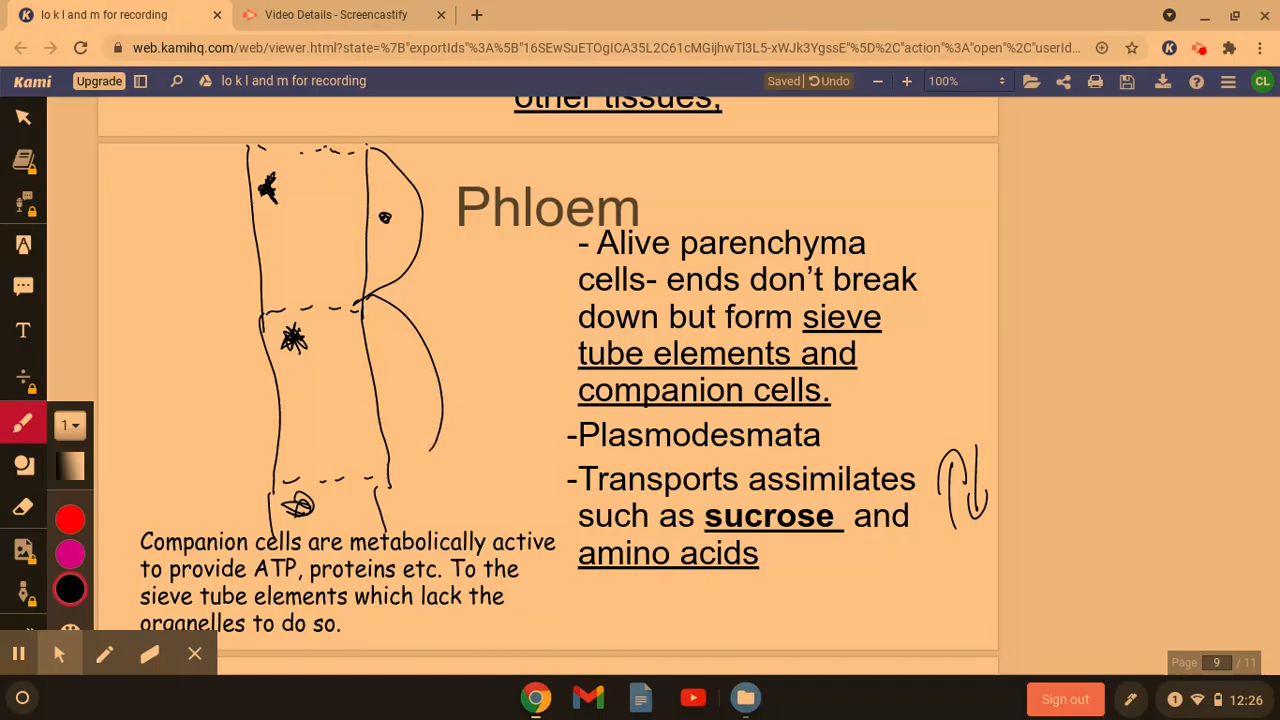 lo k l and m for recording
Video Details - Screencastify
web.kamihq.com/web/viewer.html?state=%7B"exportIds"%3A%5B"16SEwSuETOgICA35L2C61cMGijhwTl3L5-xWJk3YgssE"%5D%2C"action"%3A"open"%2C"userId...
Kami
Upgrade
lo k l and m for recording
Saved
Undo
100%
CL
other tissues,
Phloem
- Alive parenchyma
cells- ends don’t break
down but form sieve
tube elements and
companion cells.
-Plasmodesmata
-Transports assimilates
such as sucrose and
amino acids
Companion cells are metabolically active
to provide ATP, proteins etc. To the
sieve tube elements which lack the
organelles to do so.
1
Page 9 / 11
Sign out
1
12:26